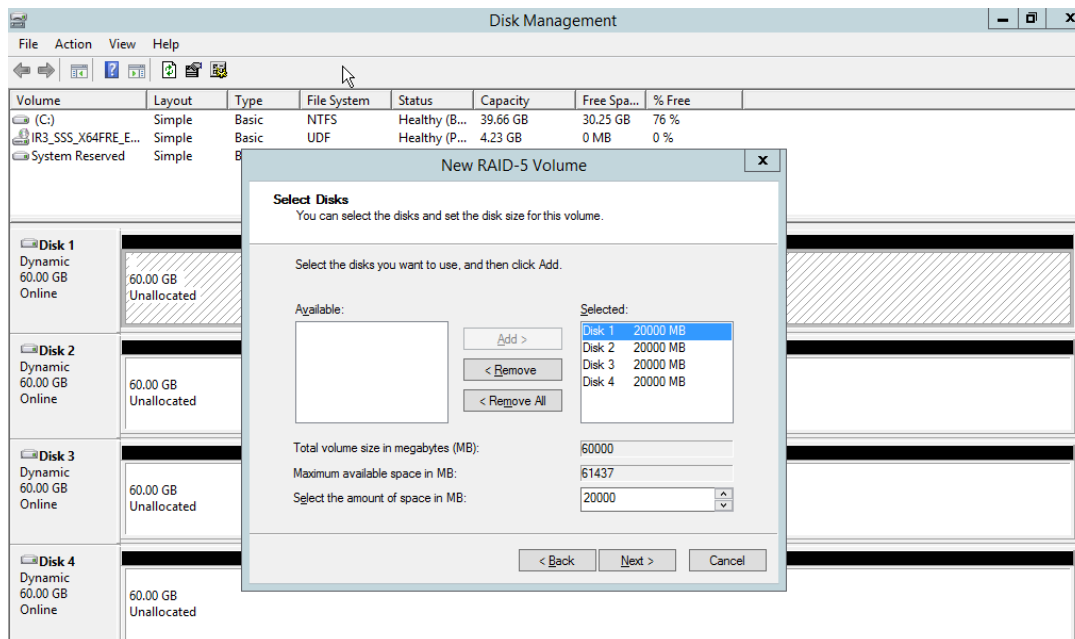 Disk Management
File Action View Help
Volume Layout Type File System Status Capacity Free Spa... % Free
(C:) Simple Basic NTFS Healthy (B... 39.66 GB 30.25 GB 76 %
IR3_SSS_X64FRE_E... Simple Basic UDF Healthy (P... 4.23 GB 0 MB 0 %
System Reserved Simple
New RAID-5 Volume
x
Select Disks
You can select the disks and set the disk size for this volume.
Select the disks you want to use, and then click Add.
Available:
Selected:
Add >
< Remove
< Remove All
Disk 1 20000 MB
Disk 2 20000 MB
Disk 3 20000 MB
Disk 4 20000 MB
Total volume size in megabytes (MB): 60000
Maximum available space in MB: 61437
Select the amount of space in MB: 20000
< Back Next > Cancel
Disk 1
Dynamic
60.00 GB
Online
60.00 GB
Unallocated
Disk 2
Dynamic
60.00 GB
Online
60.00 GB
Unallocated
Disk 3
Dynamic
60.00 GB
Online
60.00 GB
Unallocated
Disk 4
Dynamic
60.00 GB
Online
60.00 GB
Unallocated